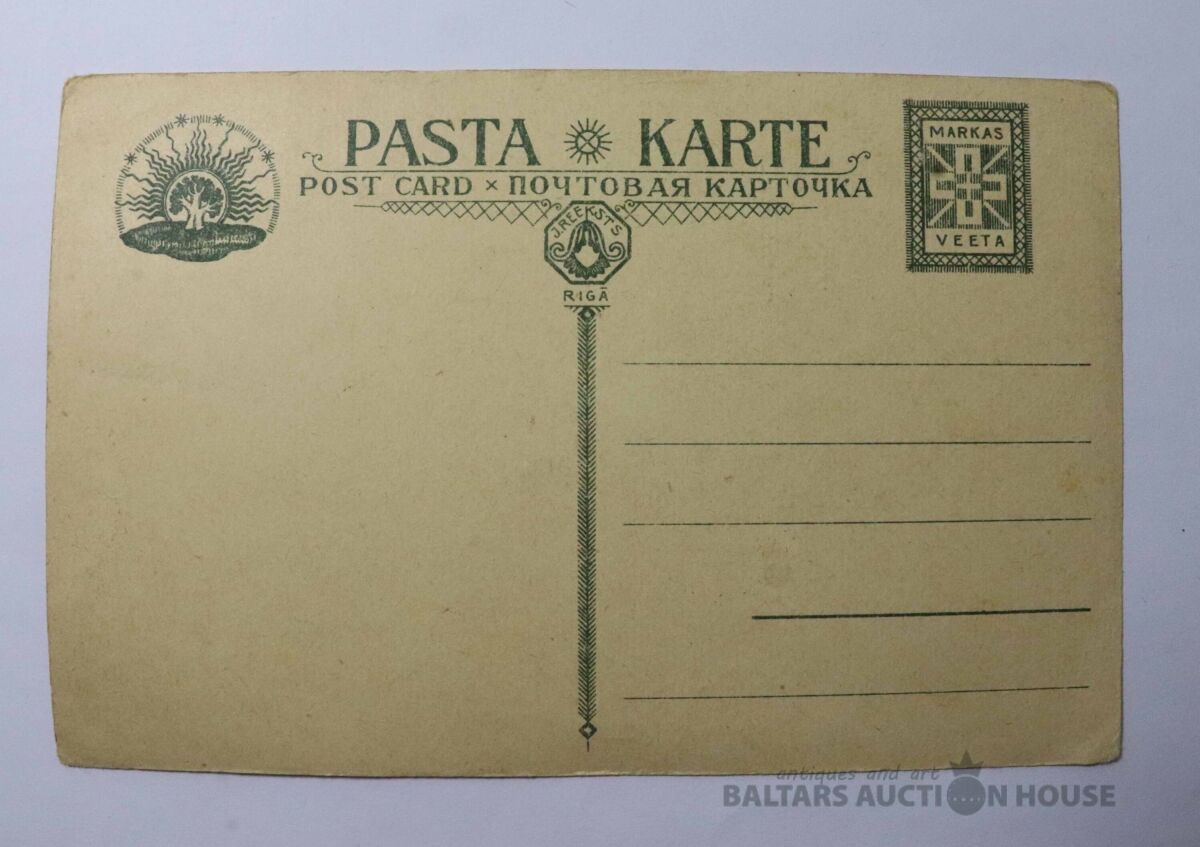 PASTA KARTE
POST CARD × ПОЧТОВАЯ КАРТОЧКА
J.REEKSTS
RIGĀ
MARKAS
VEETA
antiques and art
BALTARS AUCTION HOUSE